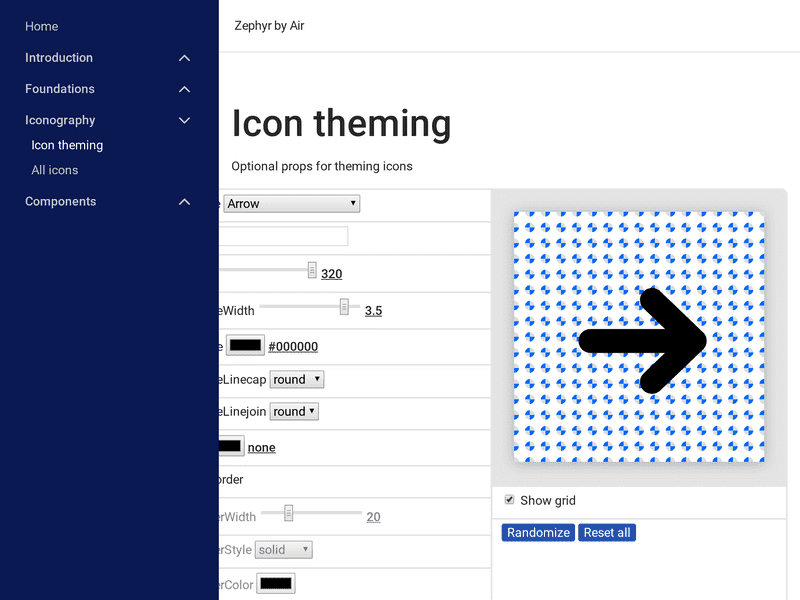 Home
Introduction
Foundations
Iconography
Icon theming
All icons
Components
Zephyr by Air
Icon theming
Optional props for theming icons
Arrow
320
eWidth 3.5
#000000
eLinecap round
eLinejoin round
none
order
erWidth 20
erStyle solid
erColor
Show grid
Randomize Reset all